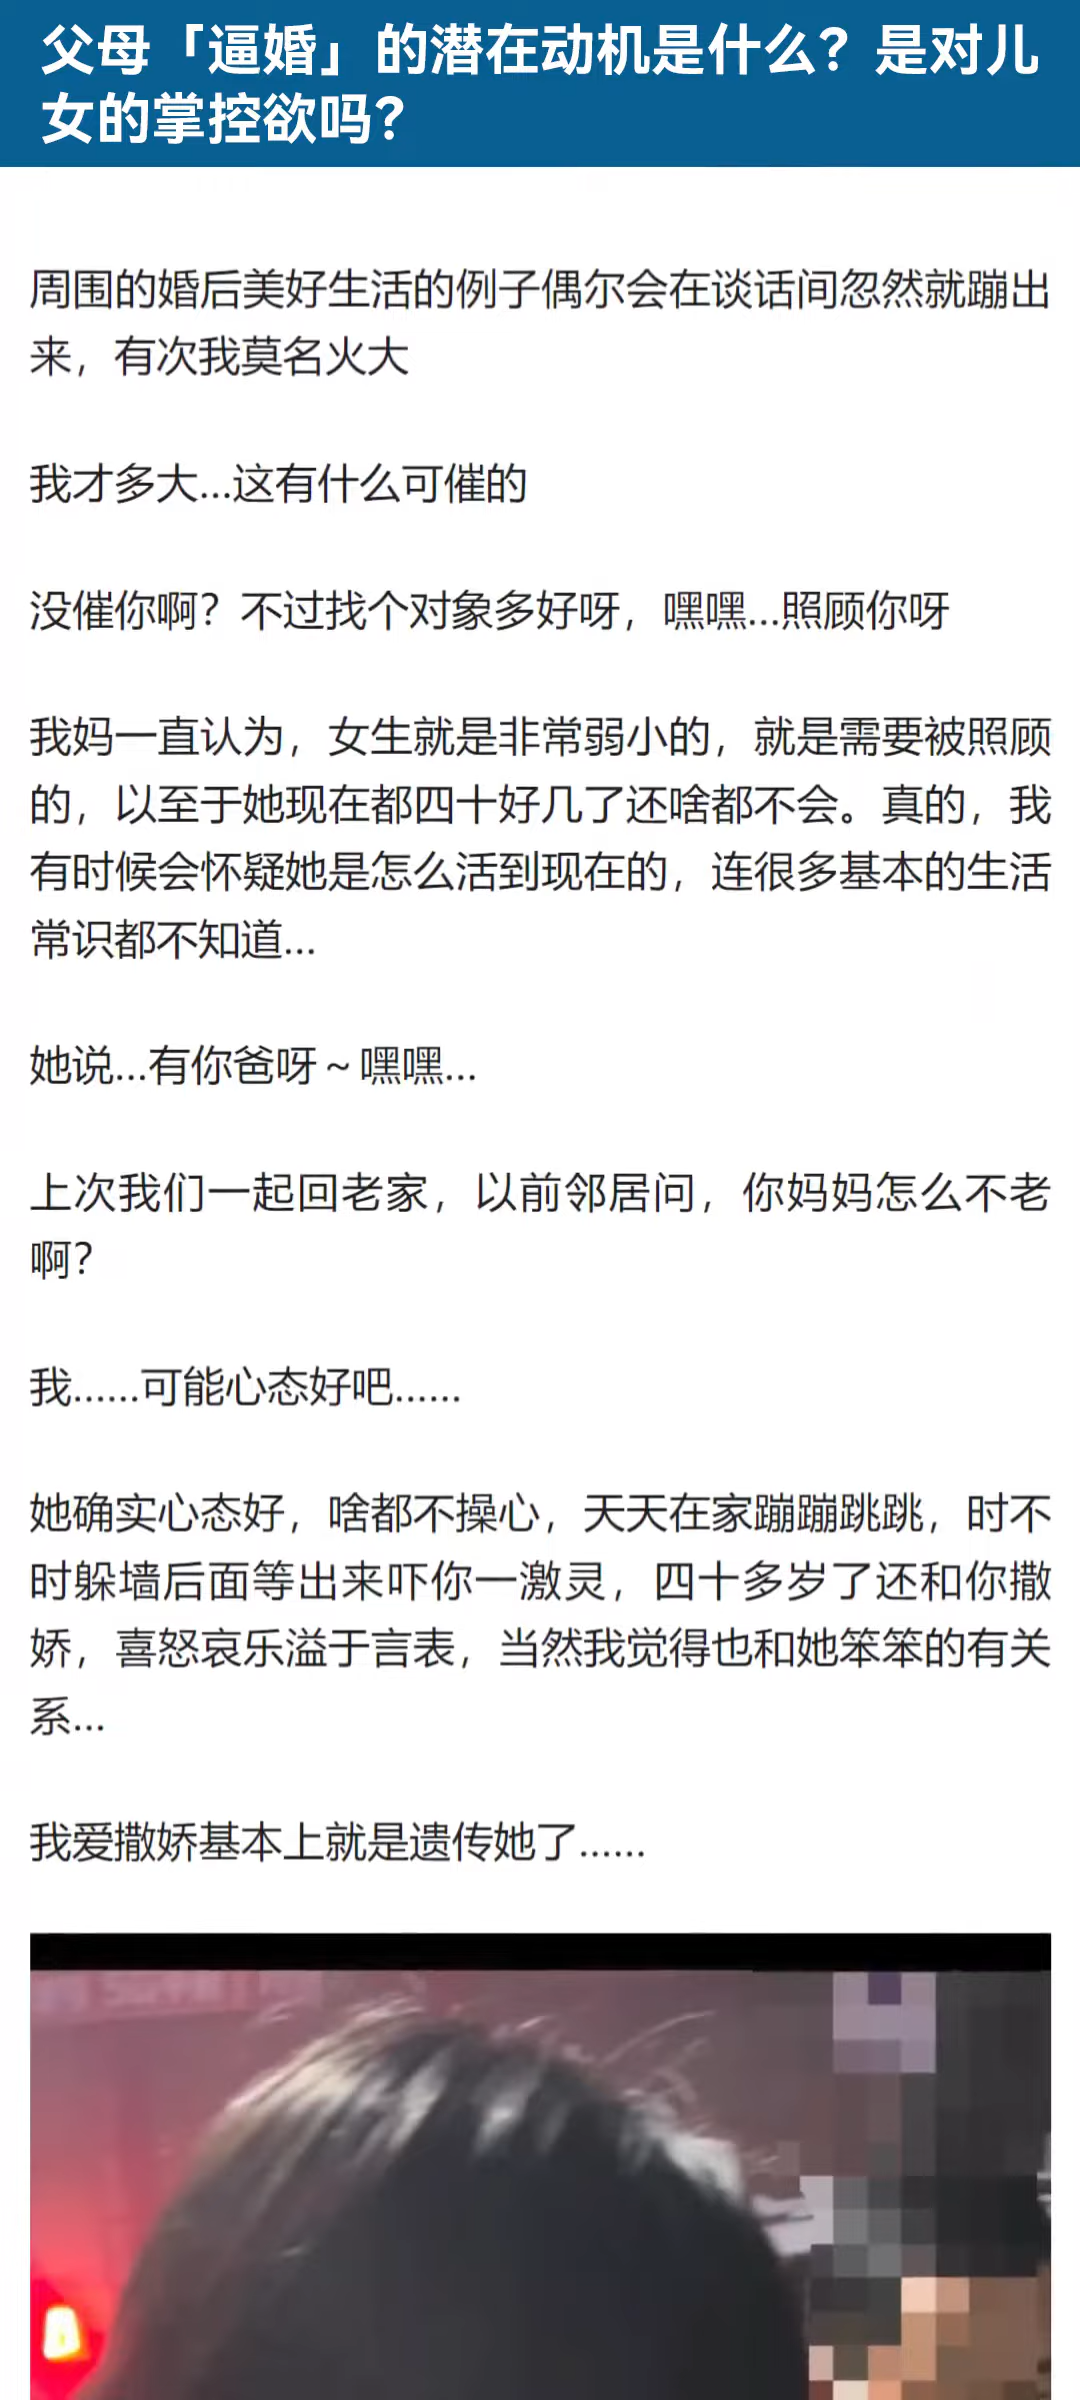 父母「逼婚」的潜在动机是什么？是对儿
女的掌控欲吗？
周围的婚后美好生活的例子偶尔会在谈话间忽然就蹦出
来，有次我莫名火大
我才多大...这有什么可催的
没催你啊？不过找个对象多好呀，嘿嘿...照顾你呀
我妈一直认为，女生就是非常弱小的，就是需要被照顾
的，以至于她现在都四十好几了还啥都不会。真的，我
有时候会怀疑她是怎么活到现在的，连很多基本的生活
常识都不知道...
她说...有你爸呀～嘿嘿...
上次我们一起回老家，以前邻居问，你妈妈怎么不老
啊？
我......可能心态好吧......
她确实心态好，啥都不操心，天天在家蹦蹦跳跳，时不
时躲墙后面等出来吓你一激灵，四十多岁了还和你撒
娇，喜怒哀乐溢于言表，当然我觉得也和她笨笨的有关
系...
我爱撒娇基本上就是遗传她了......